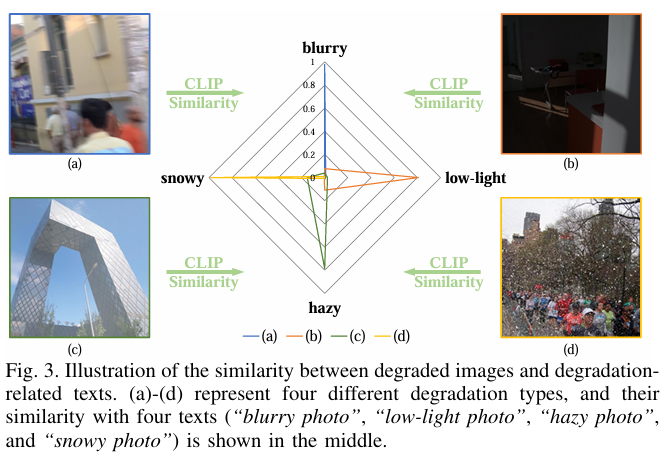 blurry
1
CLIP
Similarity
0.8
CLIP
Similarity
0.6
0.4
0.2
(a)
(b)
snowy
0
low-light
CLIP
Similarity
CLIP
Similarity
hazy
(a)
(b)
(c)
(d)
(c)
(d)
Fig. 3. Illustration of the similarity between degraded images and degradation-
related texts. (a)-(d) represent four different degradation types, and their
similarity with four texts (“blurry photo”, “low-light photo”, “hazy photo”,
and “snowy photo”) is shown in the middle.